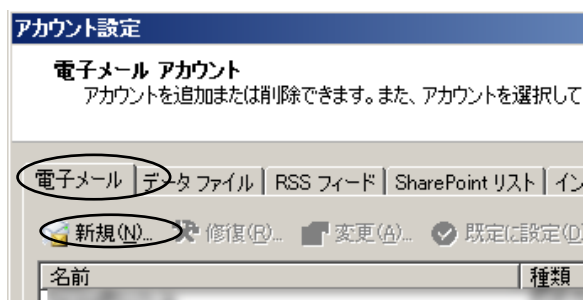 アカウント設定
電子メール アカウント
アカウントを追加または削除できます。また、アカウントを選択して
電子メール データ ファイル RSS フィード SharePoint リスト イン
新規(N)... 修復(R)... 変更(A)... 既定に設定(D)
名前 種類